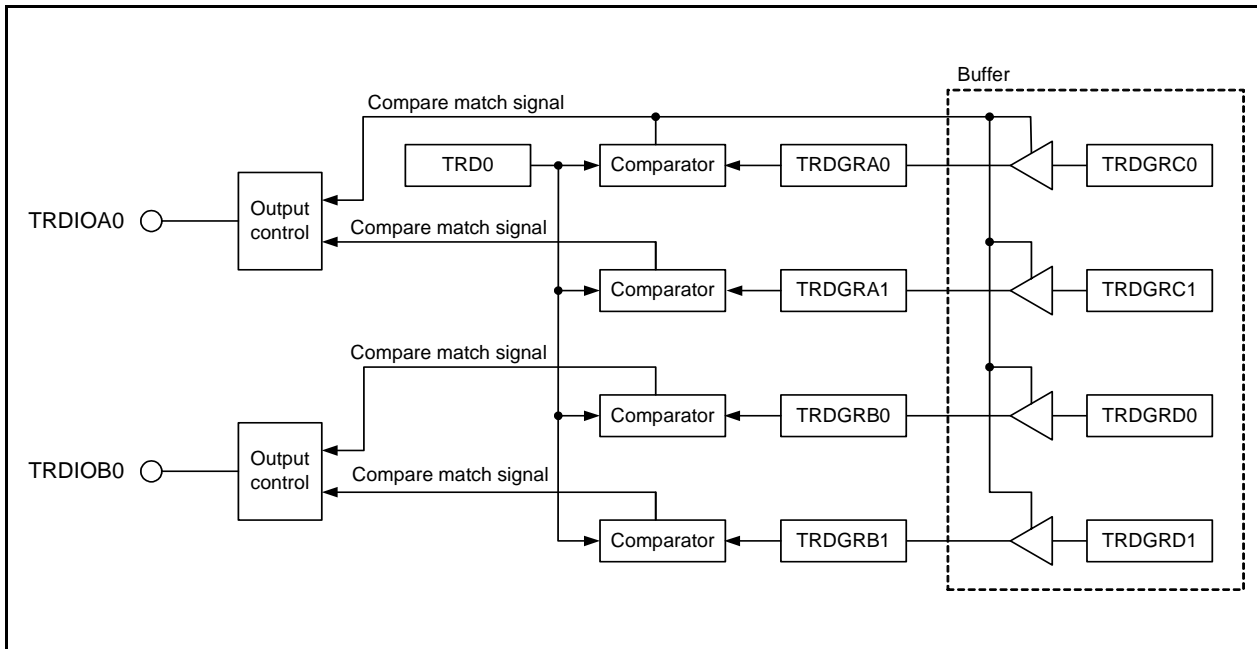 Buffer
Compare match signal
TRD0
Comparator
TRDGRA0
TRDGRC0
TRDIOA0
Output
control
Compare match signal
Comparator
TRDGRA1
TRDGRC1
Compare match signal
Comparator
TRDGRB0
TRDGRD0
TRDIOB0
Output
control
Compare match signal
Comparator
TRDGRB1
TRDGRD1